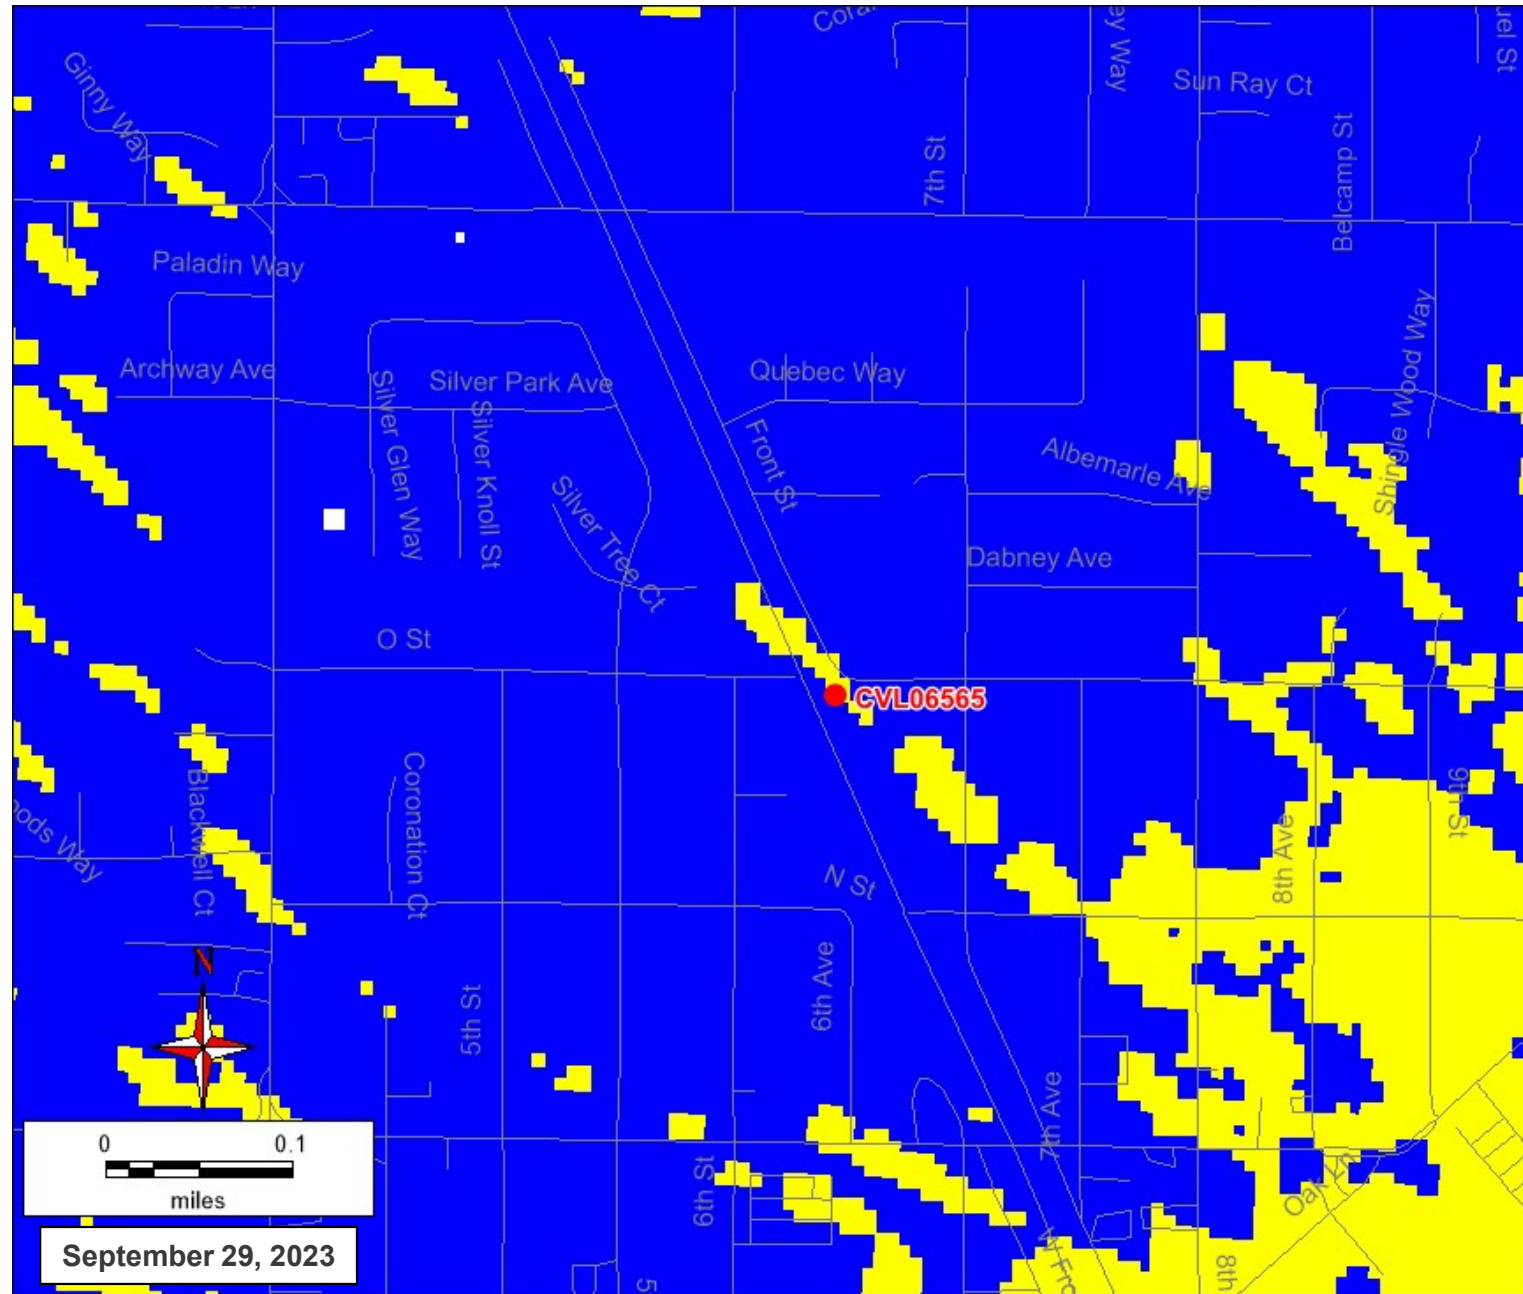 Sun Ray Ct
Ginny Way
7th St
Belcamp St
Paladin Way
Archway Ave
Silver Park Ave
Quebec Way
Shingle Wood Way
Silver Glen Way
Silver Knoll St
Silver Tree Ct
Front St
Albemarle Ave
Dabney Ave
O St
CVL06565
Blackwell Ct
Coronation Ct
9th St
8th Ave
N St
N
5th St
6th Ave
7th Ave
6th St
Oak Ln
8th
0 0.1
miles
September 29, 2023